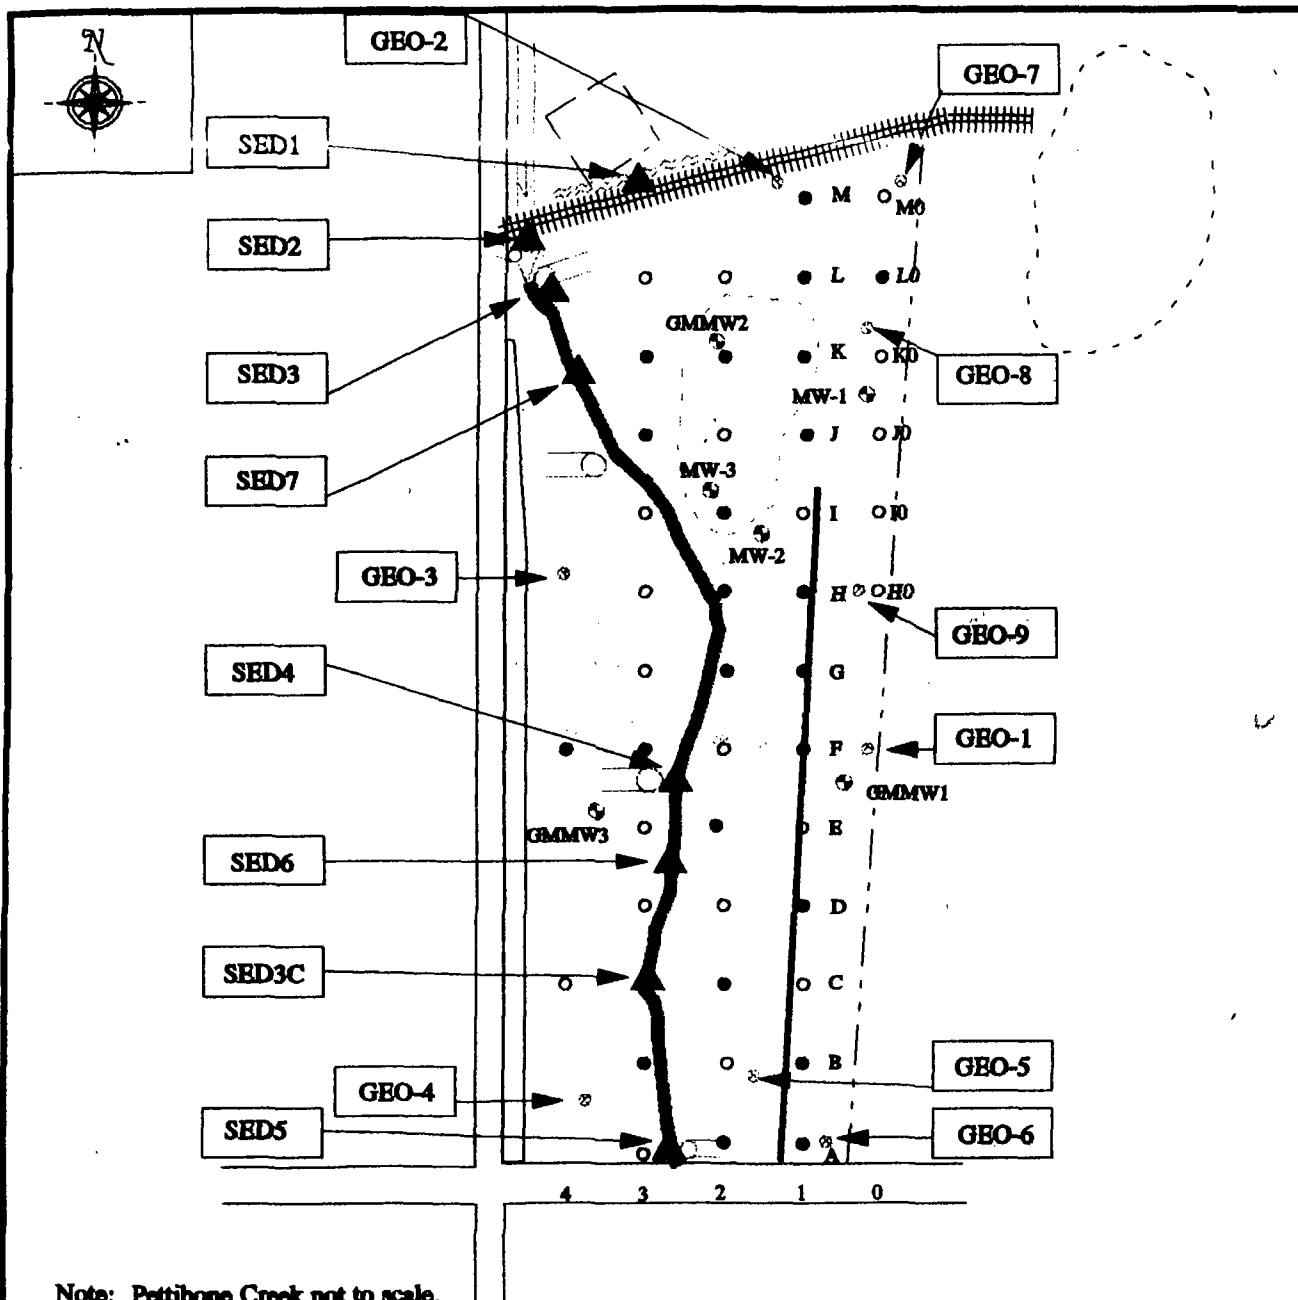 N
GEO-2
GEO-7
SED1
M
M0
SED2
L
L0
GMMW2
K
K0
SED3
GEO-8
MW-1
J
J0
SED7
MW-3
I
I0
MW-2
GEO-3
H
H0
GEO-9
SED4
G
F
GEO-1
GMMW1
GMMW3
E
SED6
D
SED3C
C
B
GEO-5
GEO-4
SED5
GEO-6
A
4 3 2 1 0
Note: Pettibone Creek not to scale.